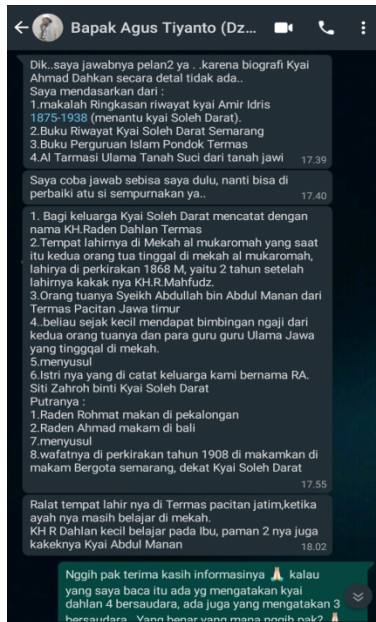 Bapak Agus Tiyanto (Dz...
Dik..saya jawabnya pelan2 ya . .karena biografi Kyai
Ahmad Dahkan secara detal tidak ada..
Saya mendasarkan dari :
1.makalah Ringkasan riwayat kyai Amir Idris
1875-1938 (menantu kyai Soleh Darat).
2.Buku Riwayat Kyai Soleh Darat Semarang
3.Buku Perguruan Islam Pondok Termas
4.Al Tarmasi Ulama Tanah Suci dari tanah jawi 17.39
Saya coba jawab sebisa saya dulu, nanti bisa di
perbaiki atu si sempurnakan ya.. 17.40
1. Bagi keluarga Kyai Soleh Darat mencatat dengan
nama KH.Raden Dahlan Termas
2.Tempat lahirnya di Mekah al mukaromah yang saat
itu kedua orang tua tinggal di mekah al mukaromah,
lahirya di perkirakan 1868 M, yaitu 2 tahun setelah
lahirnya kakak nya KH.R.Mahfudz.
3.Orang tuanya Syeikh Abdullah bin Abdul Manan dari
Termas Pacitan Jawa timur
4..beliau sejak kecil mendapat bimbingan ngaji dari
kedua orang tuanya dan para guru guru Ulama Jawa
yang tinggqal di mekah.
5.menyusul
6.Istri nya yang di catat keluarga kami bernama RA.
Siti Zahroh binti Kyai Soleh Darat
Putranya :
1.Raden Rohmat makan di pekalongan
2.Raden Ahmad makam di bali
7.menyusul
8.wafatnya di perkirakan tahun 1908 di makamkan di
makam Bergota semarang, dekat Kyai Soleh Darat
17.55
Ralat tempat lahir nya di Termas pacitan jatim,ketika
ayah nya masih belajar di mekah.
KH R Dahlan kecil belajar pada Ibu, paman 2 nya juga
kakeknya Kyai Abdul Manan 18.02
Nggih pak terima kasih informasinya 🙏 kalau
yang saya baca itu ada yg mengatakan kyai
dahlan 4 bersaudara, ada juga yang mengatakan 3
bersaudara.. Yang benar yang mana nggih pak? 🙏